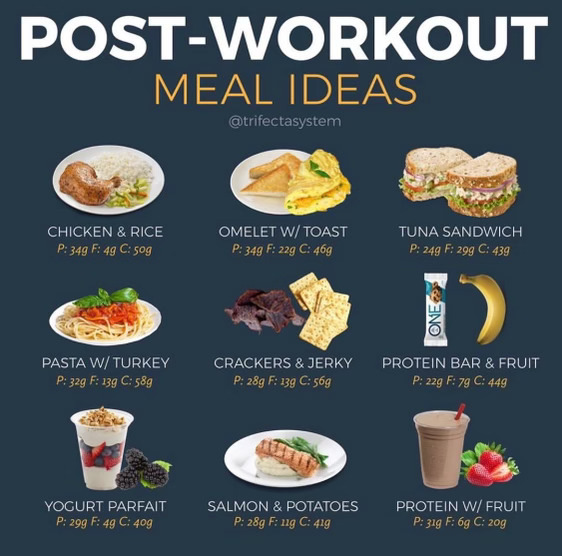 POST-WORKOUT
MEAL IDEAS
@trifectasystem
CHICKEN & RICE
P: 34g F: 4g C: 50g
OMELET W/ TOAST
P: 34g F: 22g C: 46g
TUNA SANDWICH
P: 24g F: 29g C: 43g
PASTA W/ TURKEY
P: 32g F: 13g C: 58g
CRACKERS & JERKY
P: 28g F: 13g C: 56g
ONE
PROTEIN BAR & FRUIT
P: 22g F: 7g C: 44g
YOGURT PARFAIT
P: 29g F: 4g C: 40g
SALMON & POTATOES
P: 28g F: 11g C: 41g
PROTEIN W/ FRUIT
P: 31g F: 6g C: 20g